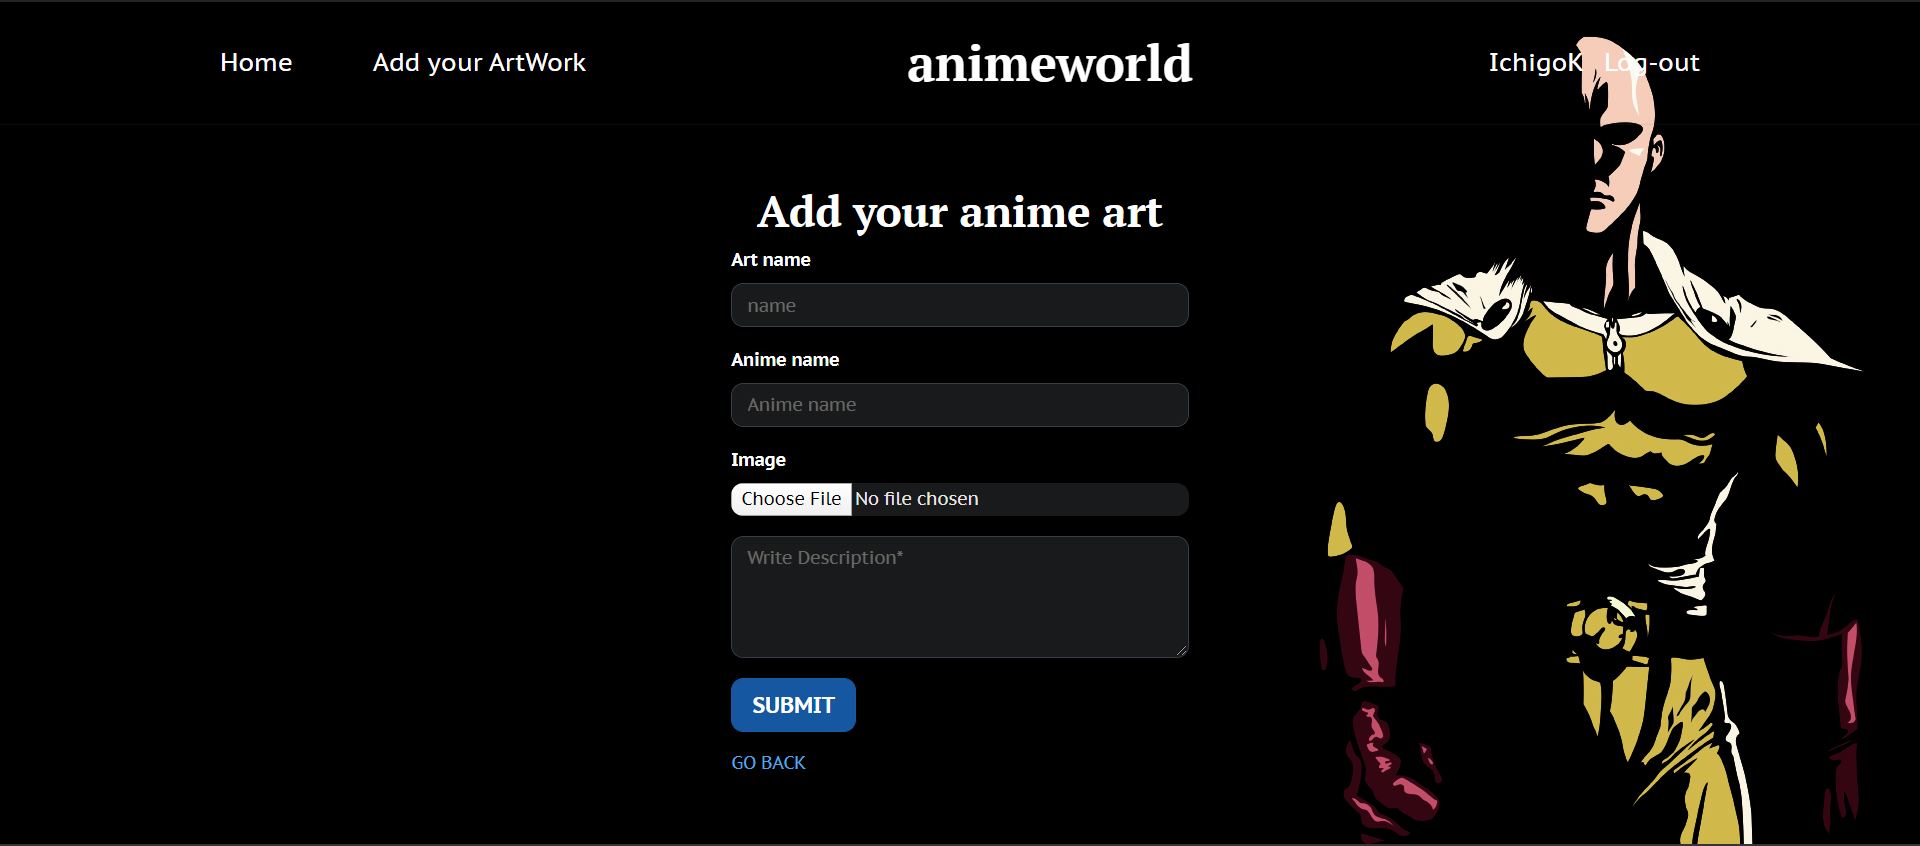 Home Add your ArtWork animeworld IchigoK Log-out
Add your anime art
Art name
name
Anime name
Anime name
Image
Choose File No file chosen
Write Description*
SUBMIT
GO BACK